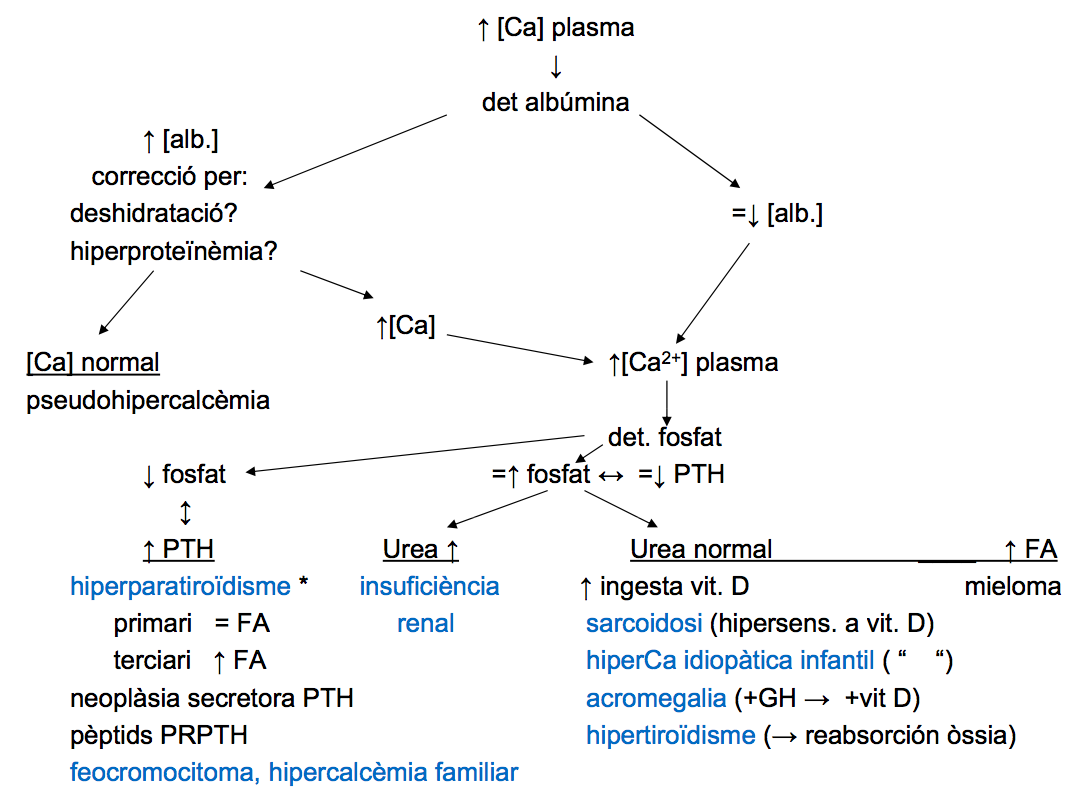 ↑ [Ca] plasma
↓
det albúmina
↑ [alb.]
correcció per:
deshidratació?
hiperproteïnèmia?
=↓ [alb.]
↑[Ca]
[Ca] normal
pseudohipercalcèmia
↑[Ca²⁺] plasma
det. fosfat
↓ fosfat
=↑ fosfat ↔ =↓ PTH
↕
↑ PTH
hiperparatiroïdisme *
primari = FA
terciari ↑ FA
neoplàsia secretora PTH
pèptids PRPTH
feocromocitoma, hipercalcèmia familiar
Urea ↑
insuficiència
renal
Urea normal ↑ FA
↑ ingesta vit. D mieloma
sarcoidosi (hipersens. a vit. D)
hiperCa idiopàtica infantil ( “ “)
acromegalia (+GH → +vit D)
hipertiroïdisme (→ reabsorción òssia)